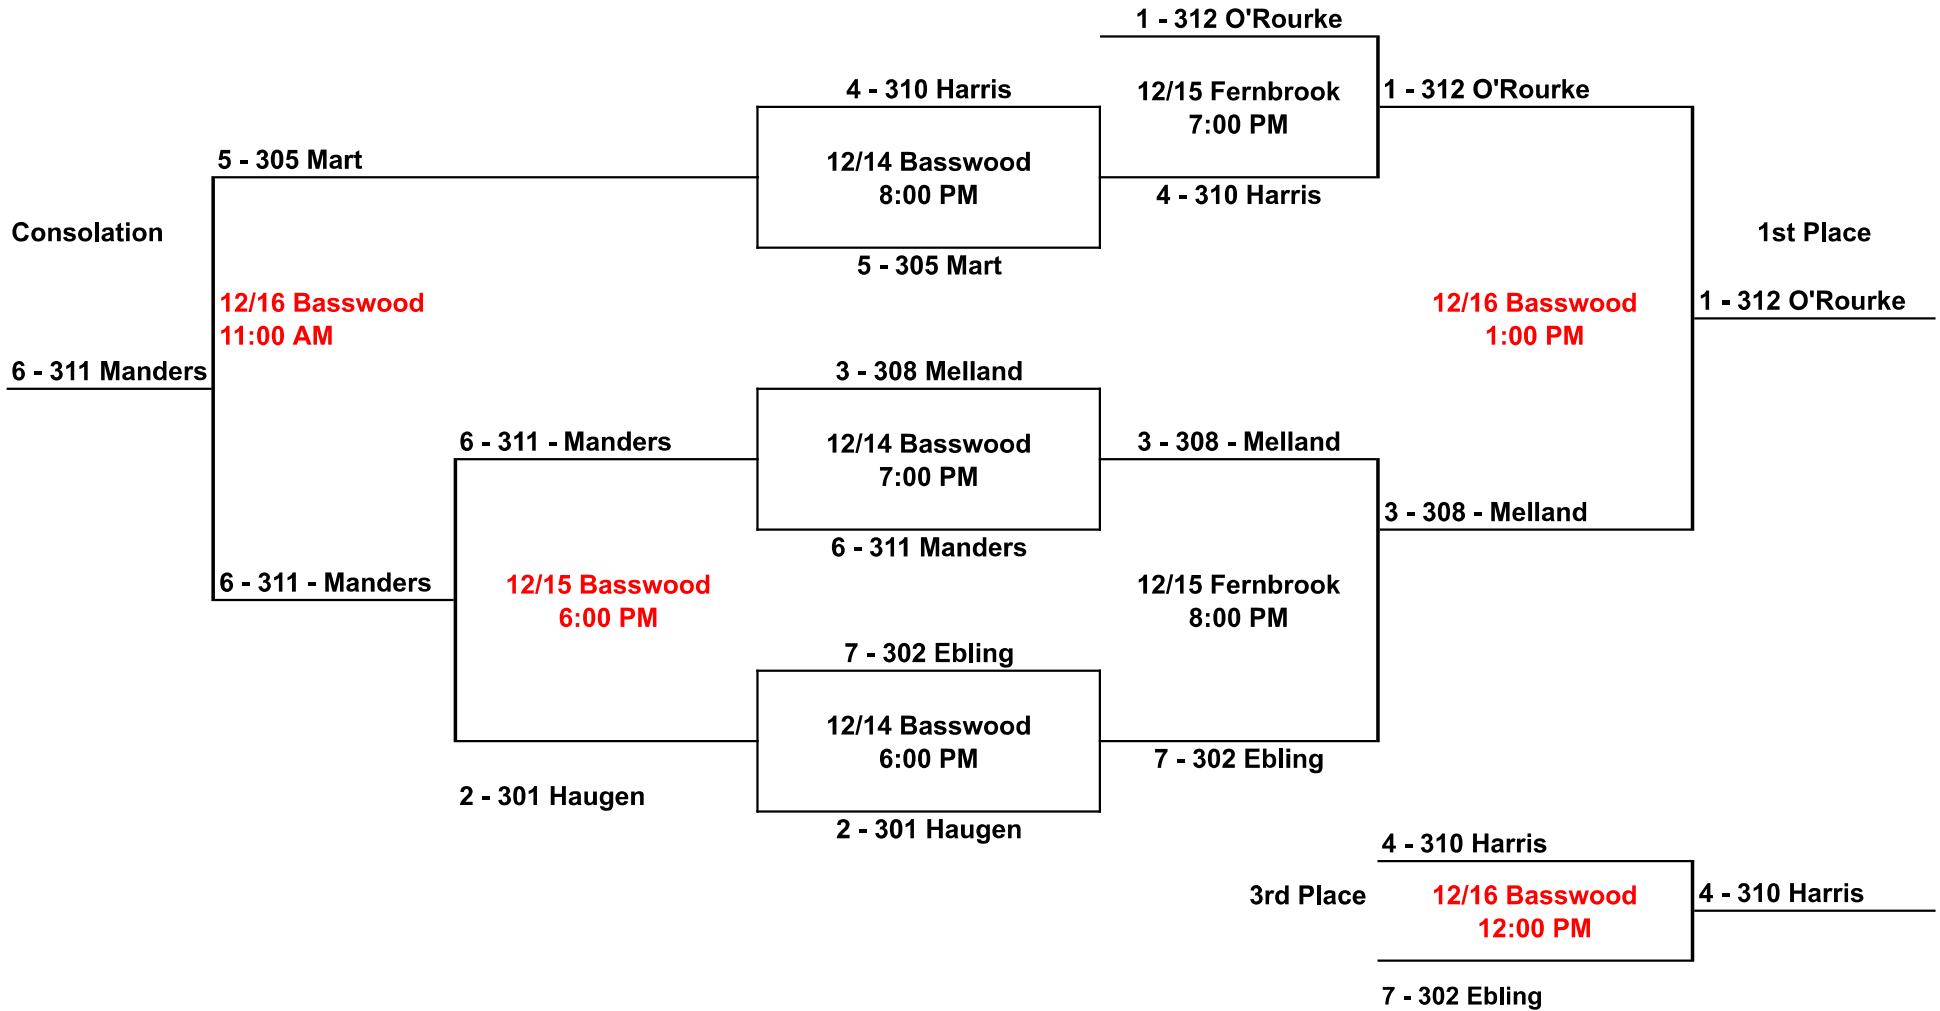 1 - 312 O'Rourke
4 - 310 Harris
12/15 Fernbrook
7:00 PM
1 - 312 O'Rourke
5 - 305 Mart
12/14 Basswood
8:00 PM
4 - 310 Harris
Consolation
1st Place
5 - 305 Mart
12/16 Basswood
11:00 AM
12/16 Basswood
1:00 PM
1 - 312 O'Rourke
6 - 311 Manders
3 - 308 Melland
6 - 311 - Manders
12/14 Basswood
7:00 PM
3 - 308 - Melland
3 - 308 - Melland
6 - 311 Manders
6 - 311 - Manders
12/15 Basswood
6:00 PM
12/15 Fernbrook
8:00 PM
7 - 302 Ebling
12/14 Basswood
6:00 PM
7 - 302 Ebling
2 - 301 Haugen
2 - 301 Haugen
4 - 310 Harris
3rd Place
12/16 Basswood
12:00 PM
4 - 310 Harris
7 - 302 Ebling